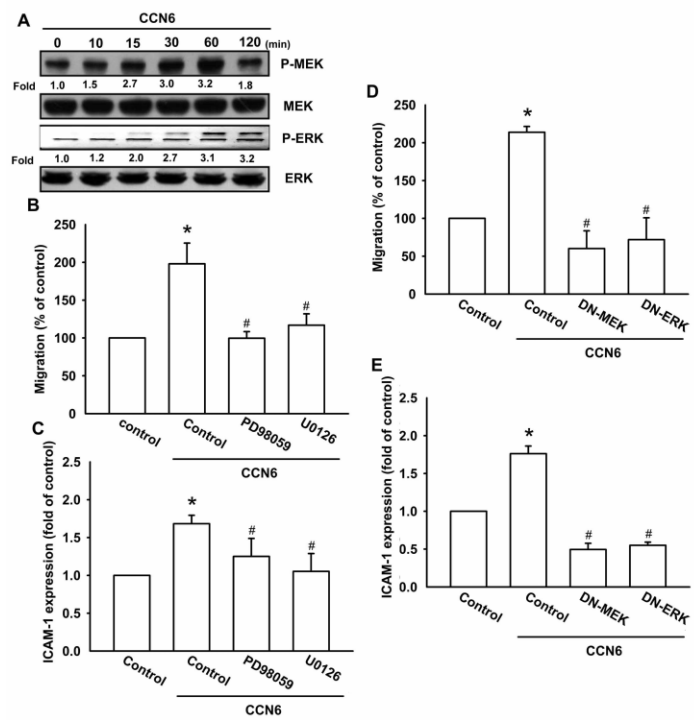 A
CCN6
0 10 15 30 60 120 (min)
P-MEK
Fold 1.0 1.5 2.7 3.0 3.2 1.8
MEK
P-ERK
Fold 1.0 1.2 2.0 2.7 3.1 3.2
ERK
B
Migration (% of control)
250
200
150
100
50
0
*
#
#
control Control PD98059 U0126
CCN6
C
ICAM-1 expression (fold of control)
2.5
2.0
1.5
1.0
0.5
0.0
*
#
#
Control Control PD98059 U0126
CCN6
D
Migration (% of control)
250
200
150
100
50
0
*
#
#
Control Control DN-MEK DN-ERK
CCN6
E
ICAM-1 expression (fold of control)
2.5
2.0
1.5
1.0
0.5
0.0
*
#
#
Control Control DN-MEK DN-ERK
CCN6